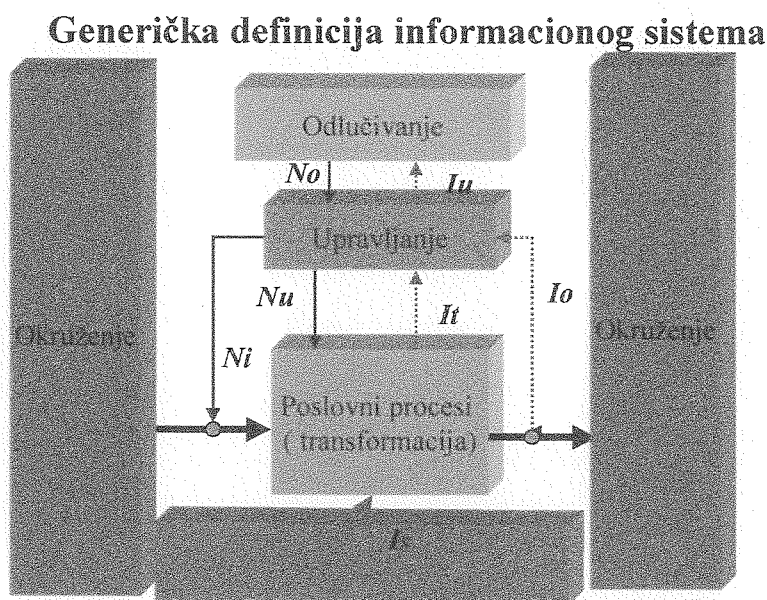 Generička definicija informacionog sistema
Odlučivanje
No
Iu
Upravljanje
Nu
It
Io
Okruženje
Okruženje
Ni
Poslovni procesi
( transformacija)